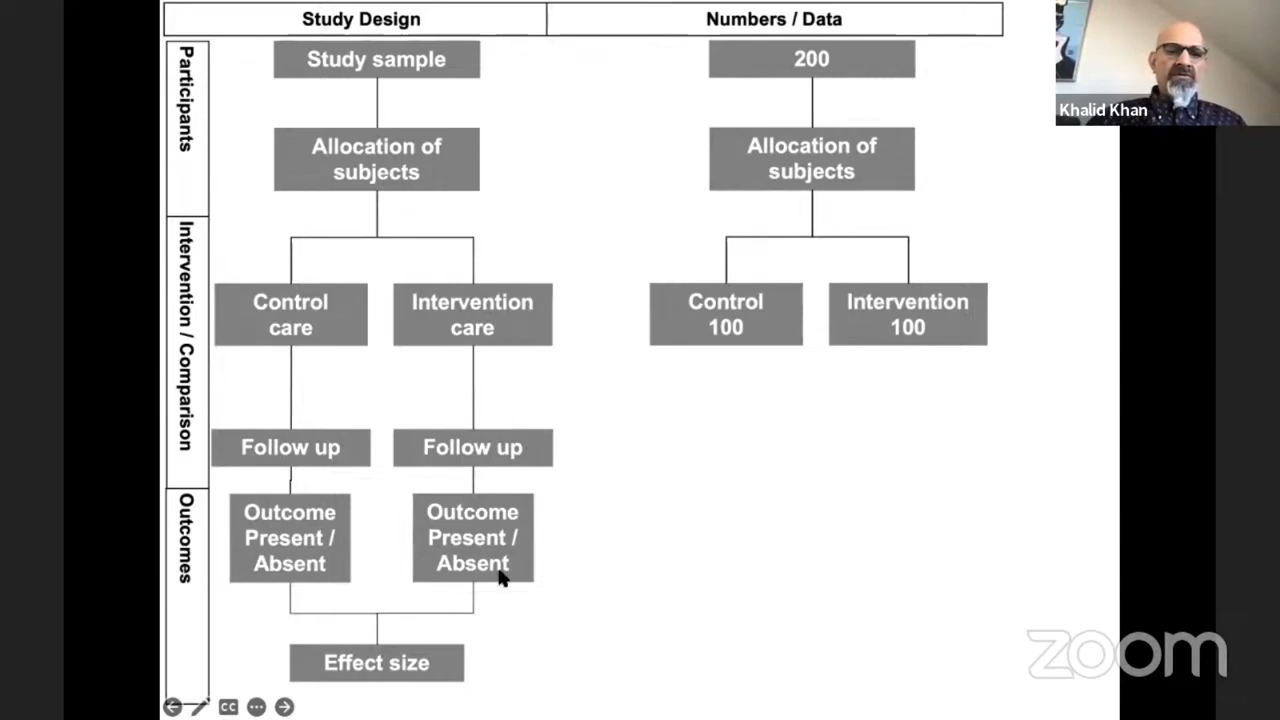 Study Design
Numbers / Data
Participants
Study sample
200
Allocation of
subjects
Allocation of
subjects
Intervention / Comparison
Control
care
Intervention
care
Control
100
Intervention
100
Follow up
Follow up
Outcomes
Outcome
Present /
Absent
Outcome
Present /
Absent
Effect size
Khalid Khan
CC
zoom